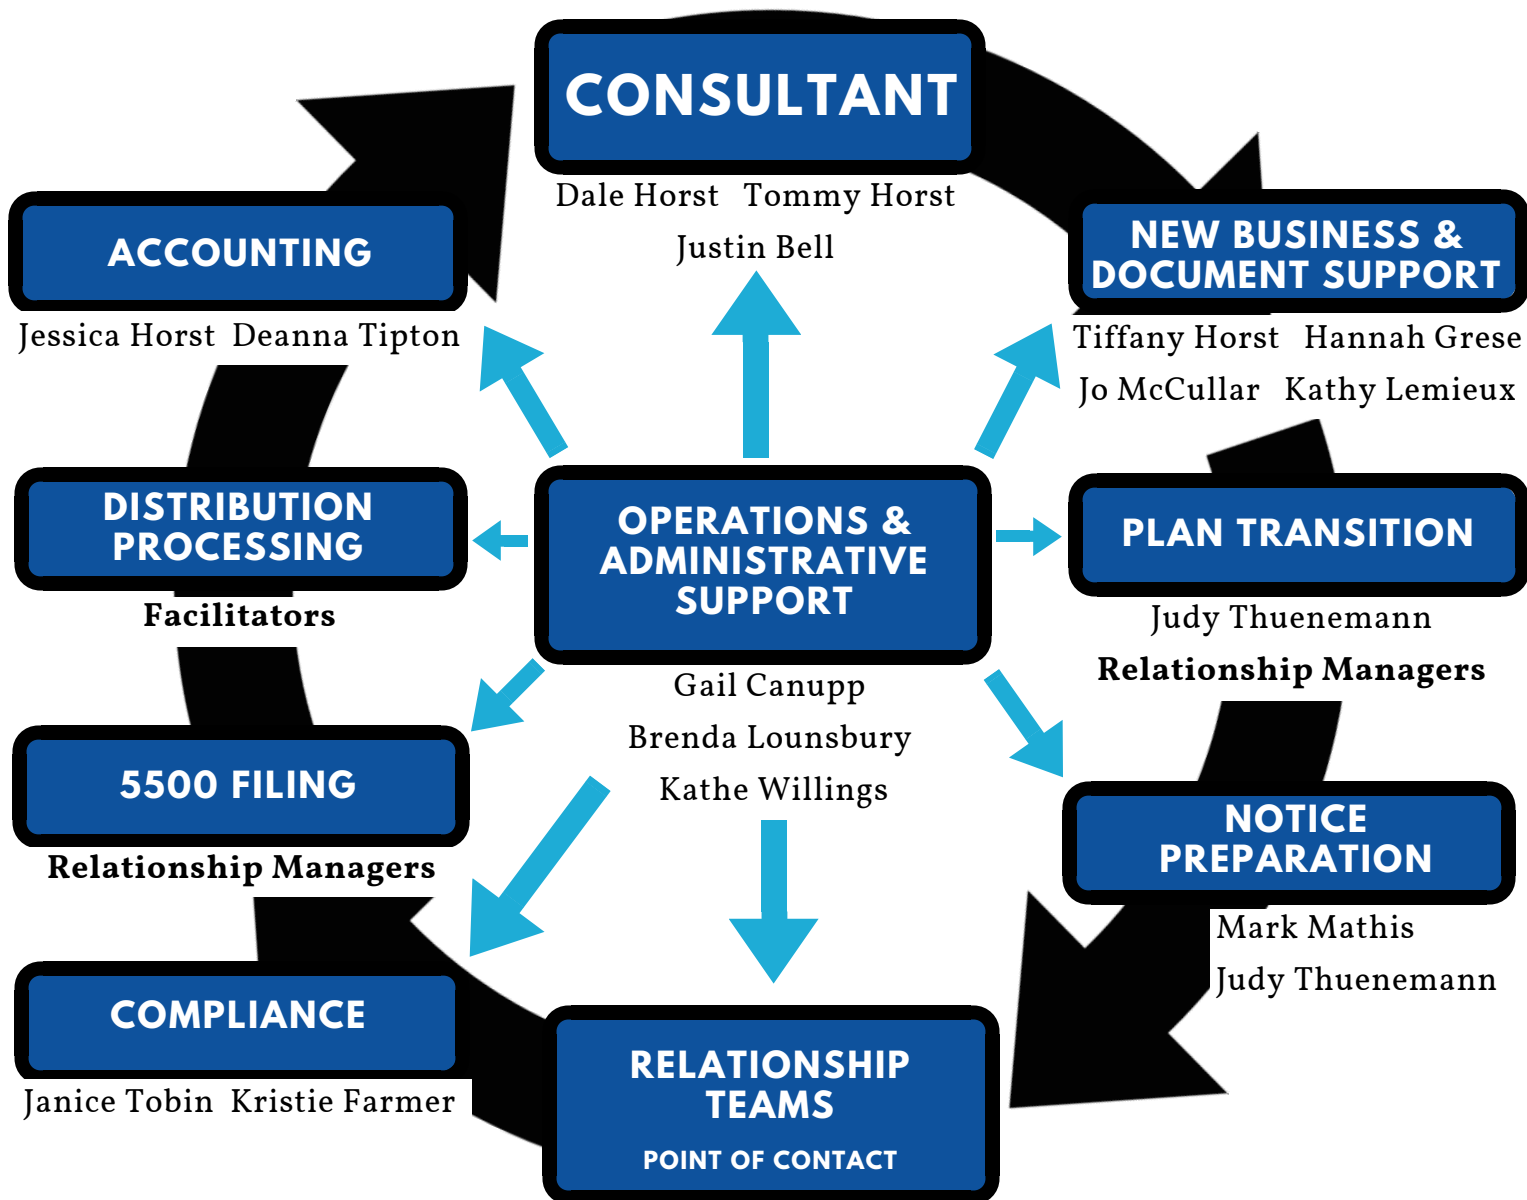 CONSULTANT
Dale Horst Tommy Horst
Justin Bell
ACCOUNTING
Jessica Horst Deanna Tipton
NEW BUSINESS &
DOCUMENT SUPPORT
Tiffany Horst Hannah Grese
Jo McCullar Kathy Lemieux
DISTRIBUTION
PROCESSING
Facilitators
OPERATIONS &
ADMINISTRATIVE
SUPPORT
Gail Canupp
Brenda Lounsbury
Kathe Willings
PLAN TRANSITION
Judy Thuenemann
Relationship Managers
5500 FILING
Relationship Managers
NOTICE
PREPARATION
Mark Mathis
Judy Thuenemann
COMPLIANCE
Janice Tobin Kristie Farmer
RELATIONSHIP
TEAMS
POINT OF CONTACT